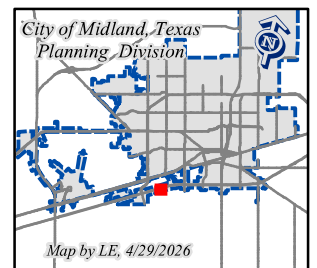 City of Midland, Texas
Planning Division
N
Map by LE, 4/29/2026